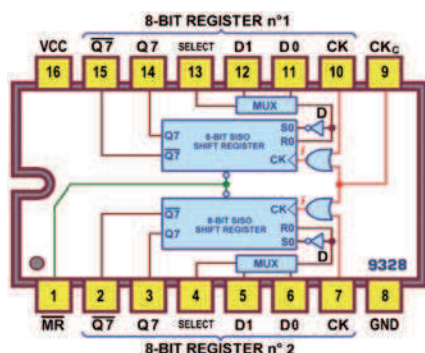 8-BIT REGISTER n°1
VCC Q7 Q7 SELECT D1 D0 CK CKC
16 15 14 13 12 11 10 9
MUX
D
Q7 8-BIT SISO S0
SHIFT REGISTER R0
Q7 CK
Q7 8-BIT SISO CK
SHIFT REGISTER R0
Q7 S0
D
MUX
9328
1 2 3 4 5 6 7 8
MR Q7 Q7 SELECT D1 D0 CK GND
8-BIT REGISTER n° 2